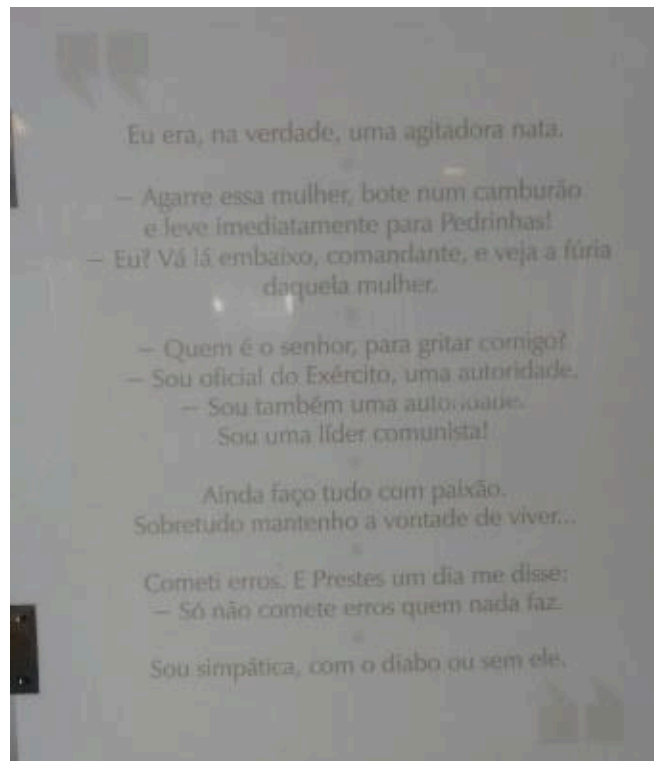 Eu era, na verdade, uma agitadora nata.
— Agarre essa mulher, bote num camburão
e leve imediatamente para Pedrinhas!
— Eu? Vá lá embaixo, comandante, e veja a fúria
daquela mulher.
— Quem é o senhor, para gritar comigo?
— Sou oficial do Exército, uma autoridade.
— Sou também uma autoridade.
Sou uma líder comunista!
Ainda faço tudo com paixão.
Sobretudo mantenho a vontade de viver...
Cometi erros. E Prestes um dia me disse:
— Só não comete erros quem nada faz.
Sou simpática, com o diabo ou sem ele.